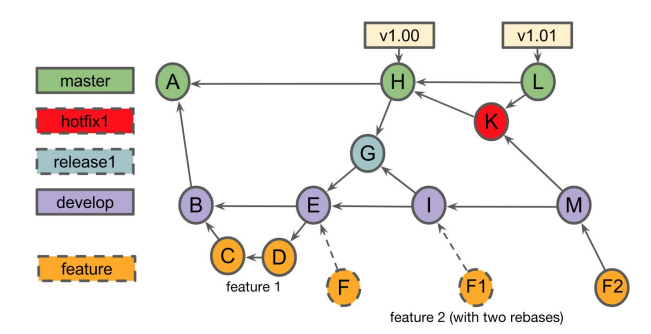 v1.00
v1.01
master
A
H
L
hotfix1
K
release1
G
develop
B
E
I
M
C
D
feature 1
feature
F
F1
F2
feature 2 (with two rebases)